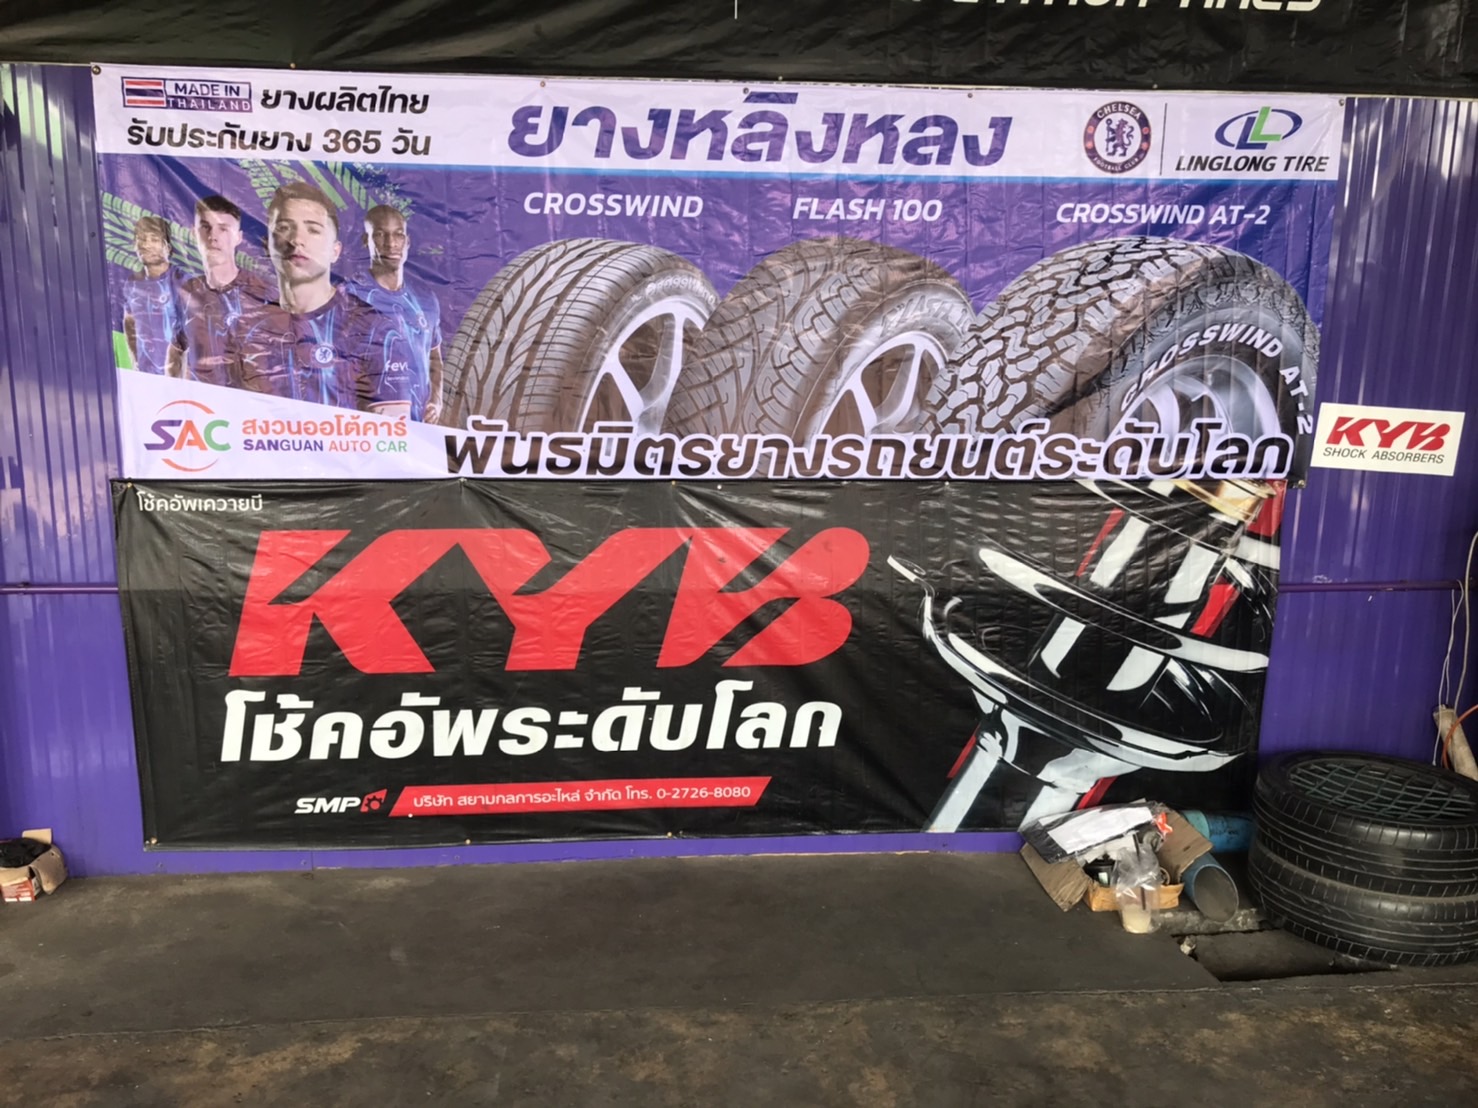 TIRES
MADE IN
THAILAND
ยางผลิตไทย
รับประกันยาง 365 วัน
ยางหลิงหลง
CHELSEA
FOOTBALL CLUB
LINGLONG TIRE
CROSSWIND
FLASH 100
CROSSWIND AT-2
CROSSWIND AT-2
SAC
สงวนออโต้คาร์
SANGUAN AUTO CAR
พันธมิตรยางรถยนต์ระดับโลก
KYB
SHOCK ABSORBERS
โช้คอัพเควายบี
KYB
โช้คอัพระดับโลก
SMP
บริษัท สยามกลการอะไหล่ จำกัด โทร. 0-2726-8080